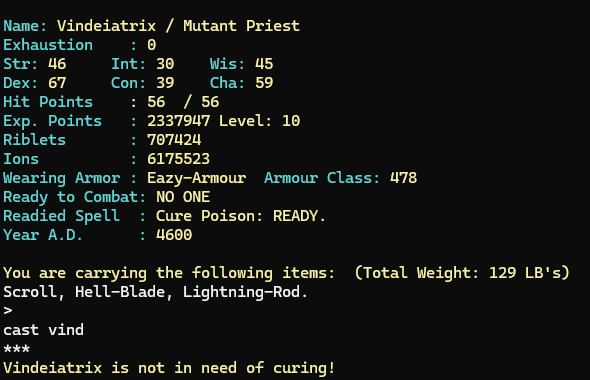 Name: Vindeiatrix / Mutant Priest
Exhaustion    : 0
Str: 46     Int: 30    Wis: 45
Dex: 67     Con: 39    Cha: 59
Hit Points    : 56  / 56
Exp. Points   : 2337947 Level: 10
Riblets       : 707424
Ions          : 6175523
Wearing Armor : Eazy-Armour  Armour Class: 478
Ready to Combat: NO ONE
Readied Spell  : Cure Poison: READY.
Year A.D.      : 4600
You are carrying the following items:  (Total Weight: 129 LB's)
Scroll, Hell-Blade, Lightning-Rod.
>
cast vind
***
Vindeiatrix is not in need of curing!